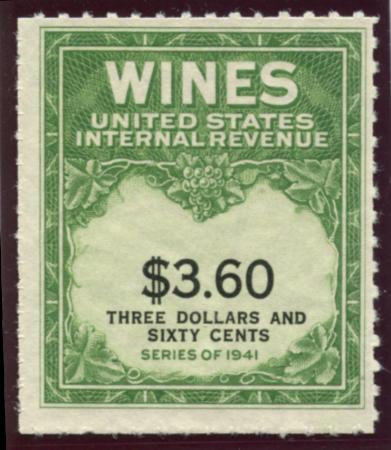 WINES
UNITED STATES
INTERNAL REVENUE
$3.60
THREE DOLLARS AND
SIXTY CENTS
SERIES OF 1941